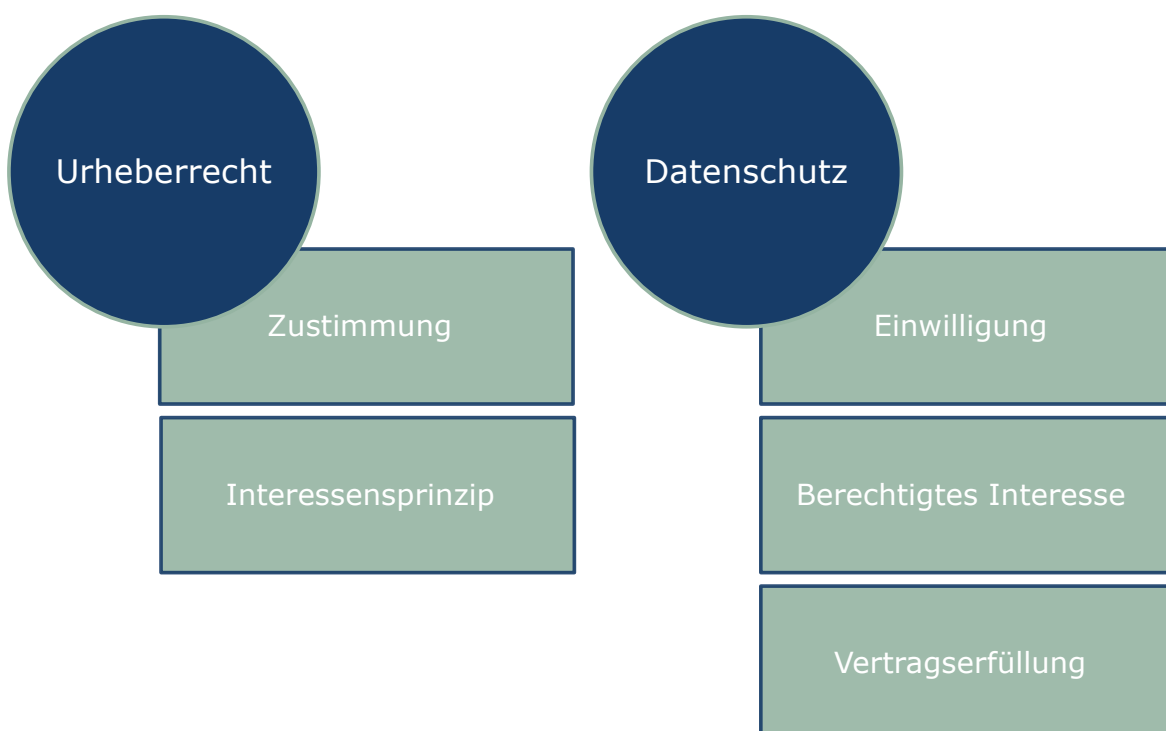 Urheberrecht
Zustimmung
Interessensprinzip
Datenschutz
Einwilligung
Berechtigtes Interesse
Vertragserfüllung